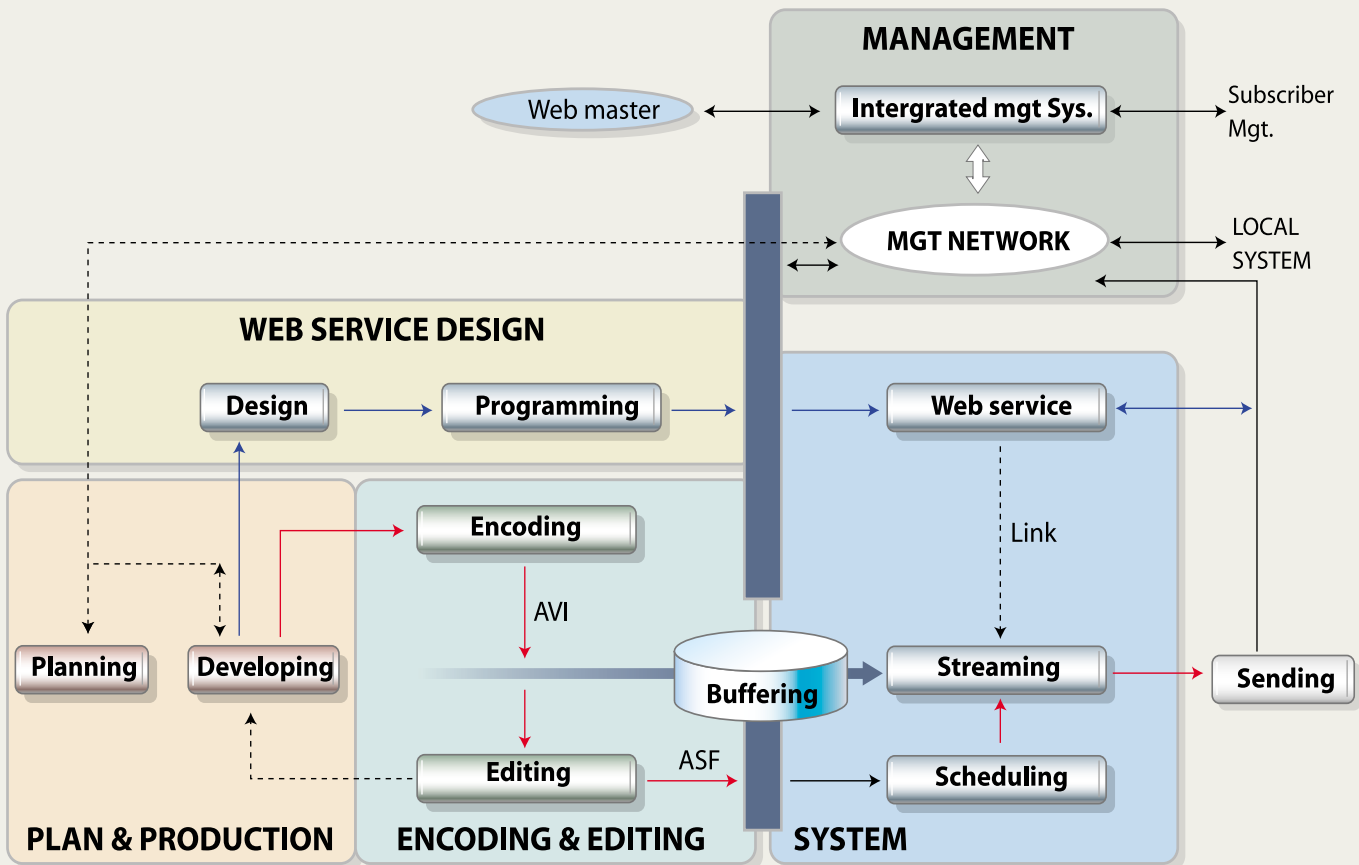 MANAGEMENT
Web master
Intergrated mgt Sys.
Subscriber
Mgt.
MGT NETWORK
LOCAL
SYSTEM
WEB SERVICE DESIGN
Design
Programming
Web service
Encoding
Link
AVI
Planning
Developing
Buffering
Streaming
Sending
Editing
ASF
Scheduling
PLAN & PRODUCTION
ENCODING & EDITING
SYSTEM